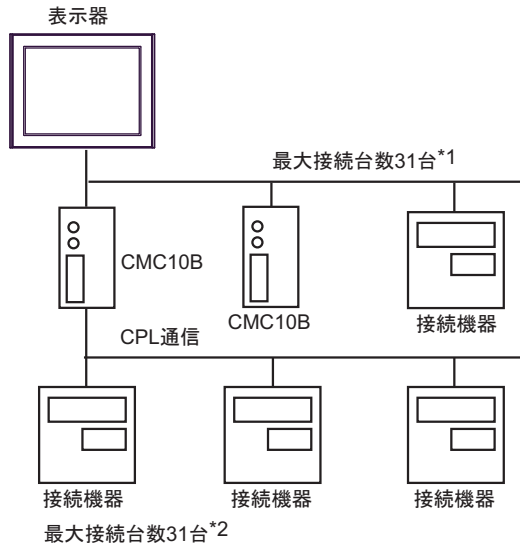 表示器
最大接続台数31台*1
CMC10B
CMC10B
接続機器
CPL通信
接続機器
接続機器
接続機器
最大接続台数31台*2